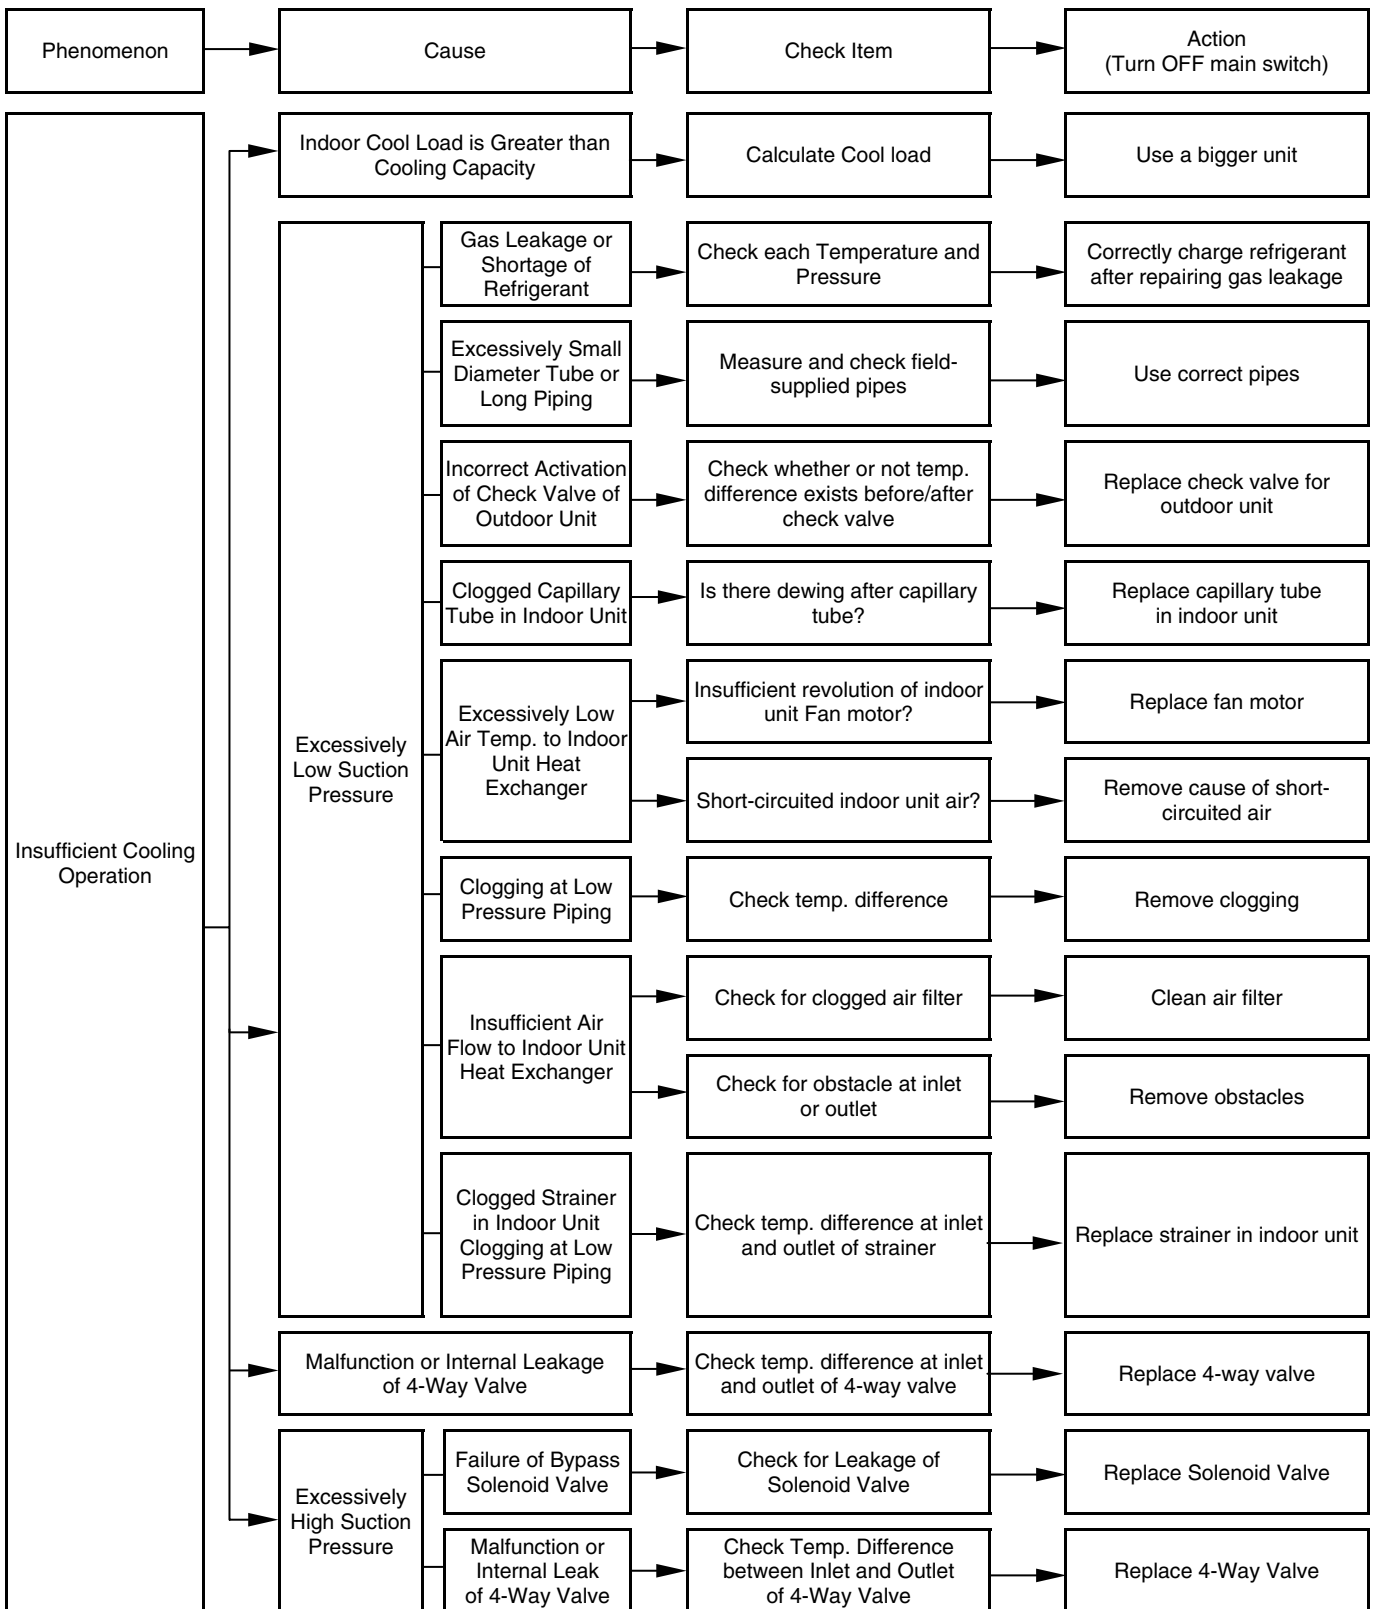 Phenomenon
Cause
Check Item
Action
(Turn OFF main switch)
Insufficient Cooling
Operation
Indoor Cool Load is Greater than
Cooling Capacity
Calculate Cool load
Use a bigger unit
Excessively
Low Suction
Pressure
Gas Leakage or
Shortage of
Refrigerant
Check each Temperature and
Pressure
Correctly charge refrigerant
after repairing gas leakage
Excessively Small
Diameter Tube or
Long Piping
Measure and check field-
supplied pipes
Use correct pipes
Incorrect Activation
of Check Valve of
Outdoor Unit
Check whether or not temp.
difference exists before/after
check valve
Replace check valve for
outdoor unit
Clogged Capillary
Tube in Indoor Unit
Is there dewing after capillary
tube?
Replace capillary tube
in indoor unit
Excessively Low
Air Temp. to Indoor
Unit Heat
Exchanger
Insufficient revolution of indoor
unit Fan motor?
Replace fan motor
Short-circuited indoor unit air?
Remove cause of short-
circuited air
Clogging at Low
Pressure Piping
Check temp. difference
Remove clogging
Insufficient Air
Flow to Indoor Unit
Heat Exchanger
Check for clogged air filter
Clean air filter
Check for obstacle at inlet
or outlet
Remove obstacles
Clogged Strainer
in Indoor Unit
Clogging at Low
Pressure Piping
Check temp. difference at inlet
and outlet of strainer
Replace strainer in indoor unit
Malfunction or Internal Leakage
of 4-Way Valve
Check temp. difference at inlet
and outlet of 4-way valve
Replace 4-way valve
Excessively
High Suction
Pressure
Failure of Bypass
Solenoid Valve
Check for Leakage of
Solenoid Valve
Replace Solenoid Valve
Malfunction or
Internal Leak
of 4-Way Valve
Check Temp. Difference
between Inlet and Outlet
of 4-Way Valve
Replace 4-Way Valve